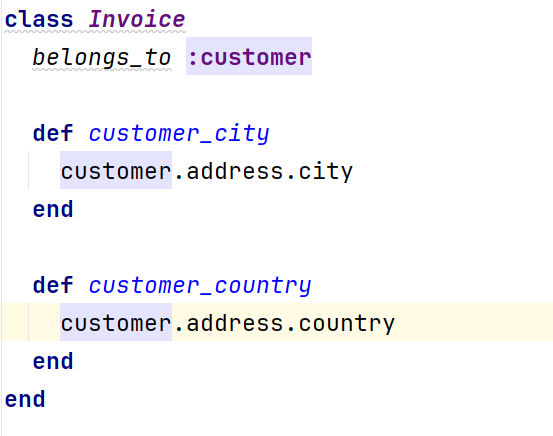 class Invoice
  belongs_to :customer

  def customer_city
    customer.address.city
  end

  def customer_country
    customer.address.country
  end
end